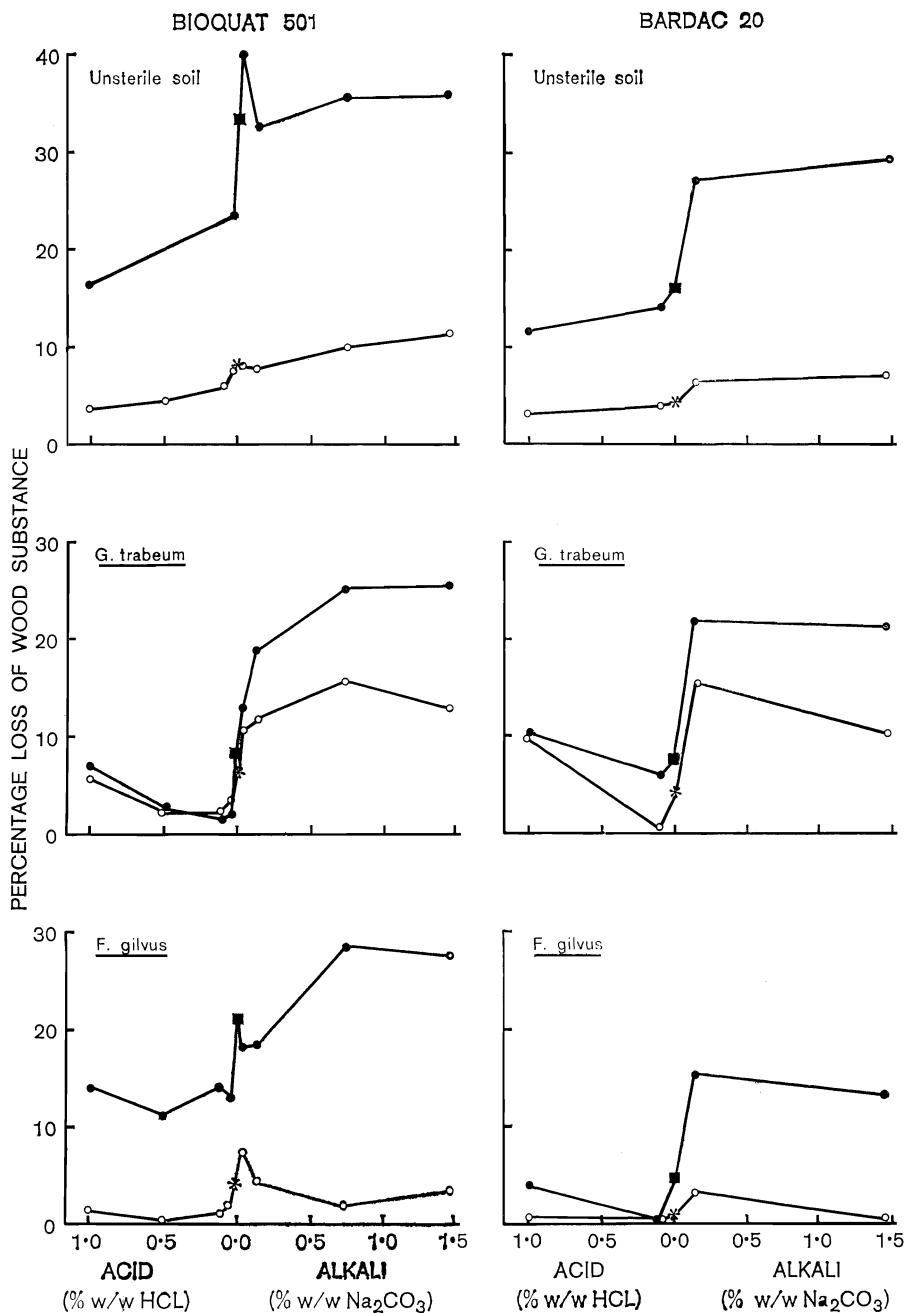 BIOQUAT 501
BARDAC 20
PERCENTAGE LOSS OF WOOD SUBSTANCE
40
30
20
10
0
Unsterile soil
Unsterile soil
30
20
10
0
G. trabeum
G. trabeum
30
20
10
0
F. gilvus
F. gilvus
1·0 0·5 0·0 0·5 1·0 1·5
1·0 0·5 0·0 0·5 1·0 1·5
ACID ALKALI
ACID ALKALI
(% w/w HCL) (% w/w Na₂CO₃)
(% w/w HCL) (% w/w Na₂CO₃)